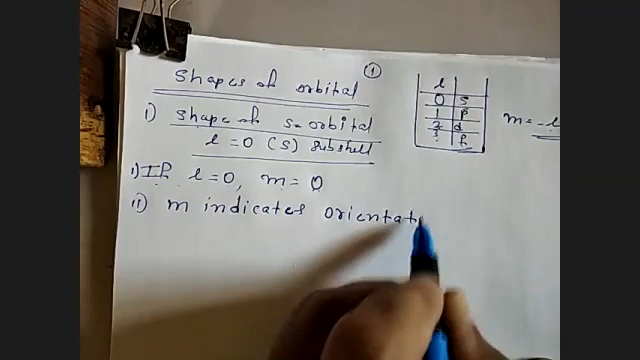 ①
Shapes of orbital
1) Shape of s-orbital
l = 0 (s) subshell
i) If l = 0, m = 0
ii) m indicates orientat
l
0 s
1 p
2 d
3 f
m = -l